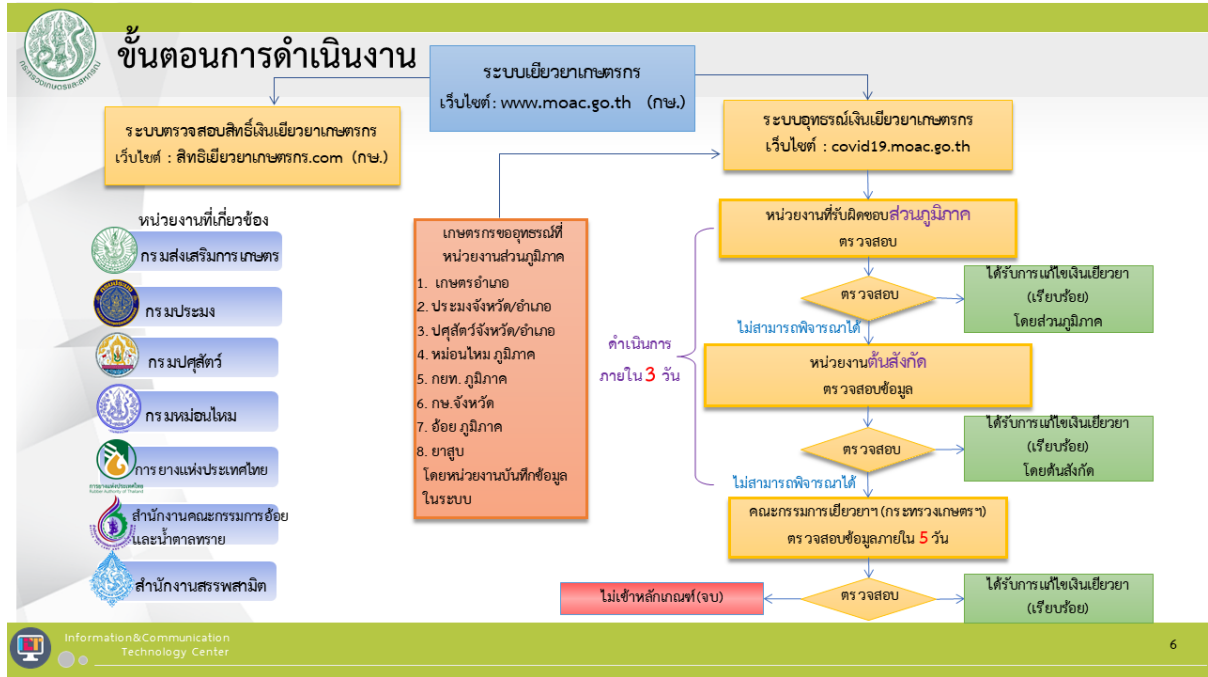 ขั้นตอนการดำเนินงาน
ระบบเยียวยาเกษตรกร
เว็บไซต์: www.moac.go.th (กษ.)
ระบบตรวจสอบสิทธิ์เงินเยียวยาเกษตรกร
เว็บไซต์ : สิทธิเยียวยาเกษตรกร.com (กษ.)
ระบบอุทธรณ์เงินเยียวยาเกษตรกร
เว็บไซต์ : covid19.moac.go.th
หน่วยงานที่เกี่ยวข้อง
กรมส่งเสริมการเกษตร
กรมประมง
กรมปศุสัตว์
กรมหม่อนไหม
การยางแห่งประเทศไทย
สำนักงานคณะกรรมการอ้อย
และน้ำตาลทราย
สำนักงานสรรพสามิต
เกษตรกรขออุทธรณ์ที่
หน่วยงานส่วนภูมิภาค
1. เกษตรอำเภอ
2. ประมงจังหวัด/อำเภอ
3. ปศุสัตว์จังหวัด/อำเภอ
4. หม่อนไหม ภูมิภาค
5. กยท. ภูมิภาค
6. กษ.จังหวัด
7. อ้อย ภูมิภาค
8. ยาสูบ
โดยหน่วยงานบันทึกข้อมูล
ในระบบ
ดำเนินการ
ภายใน 3 วัน
หน่วยงานที่รับผิดชอบส่วนภูมิภาค
ตรวจสอบ
ตรวจสอบ
ได้รับการแก้ไขเงินเยียวยา
(เรียบร้อย)
โดยส่วนภูมิภาค
ไม่สามารถพิจารณาได้
หน่วยงานต้นสังกัด
ตรวจสอบข้อมูล
ตรวจสอบ
ได้รับการแก้ไขเงินเยียวยา
(เรียบร้อย)
โดยต้นสังกัด
ไม่สามารถพิจารณาได้
คณะกรรมการเยียวยาฯ(กระทรวงเกษตรฯ)
ตรวจสอบข้อมูลภายใน 5 วัน
ไม่เข้าหลักเกณฑ์(จบ)
ตรวจสอบ
ได้รับการแก้ไขเงินเยียวยา
(เรียบร้อย)
Information&Communication
Technology Center
6